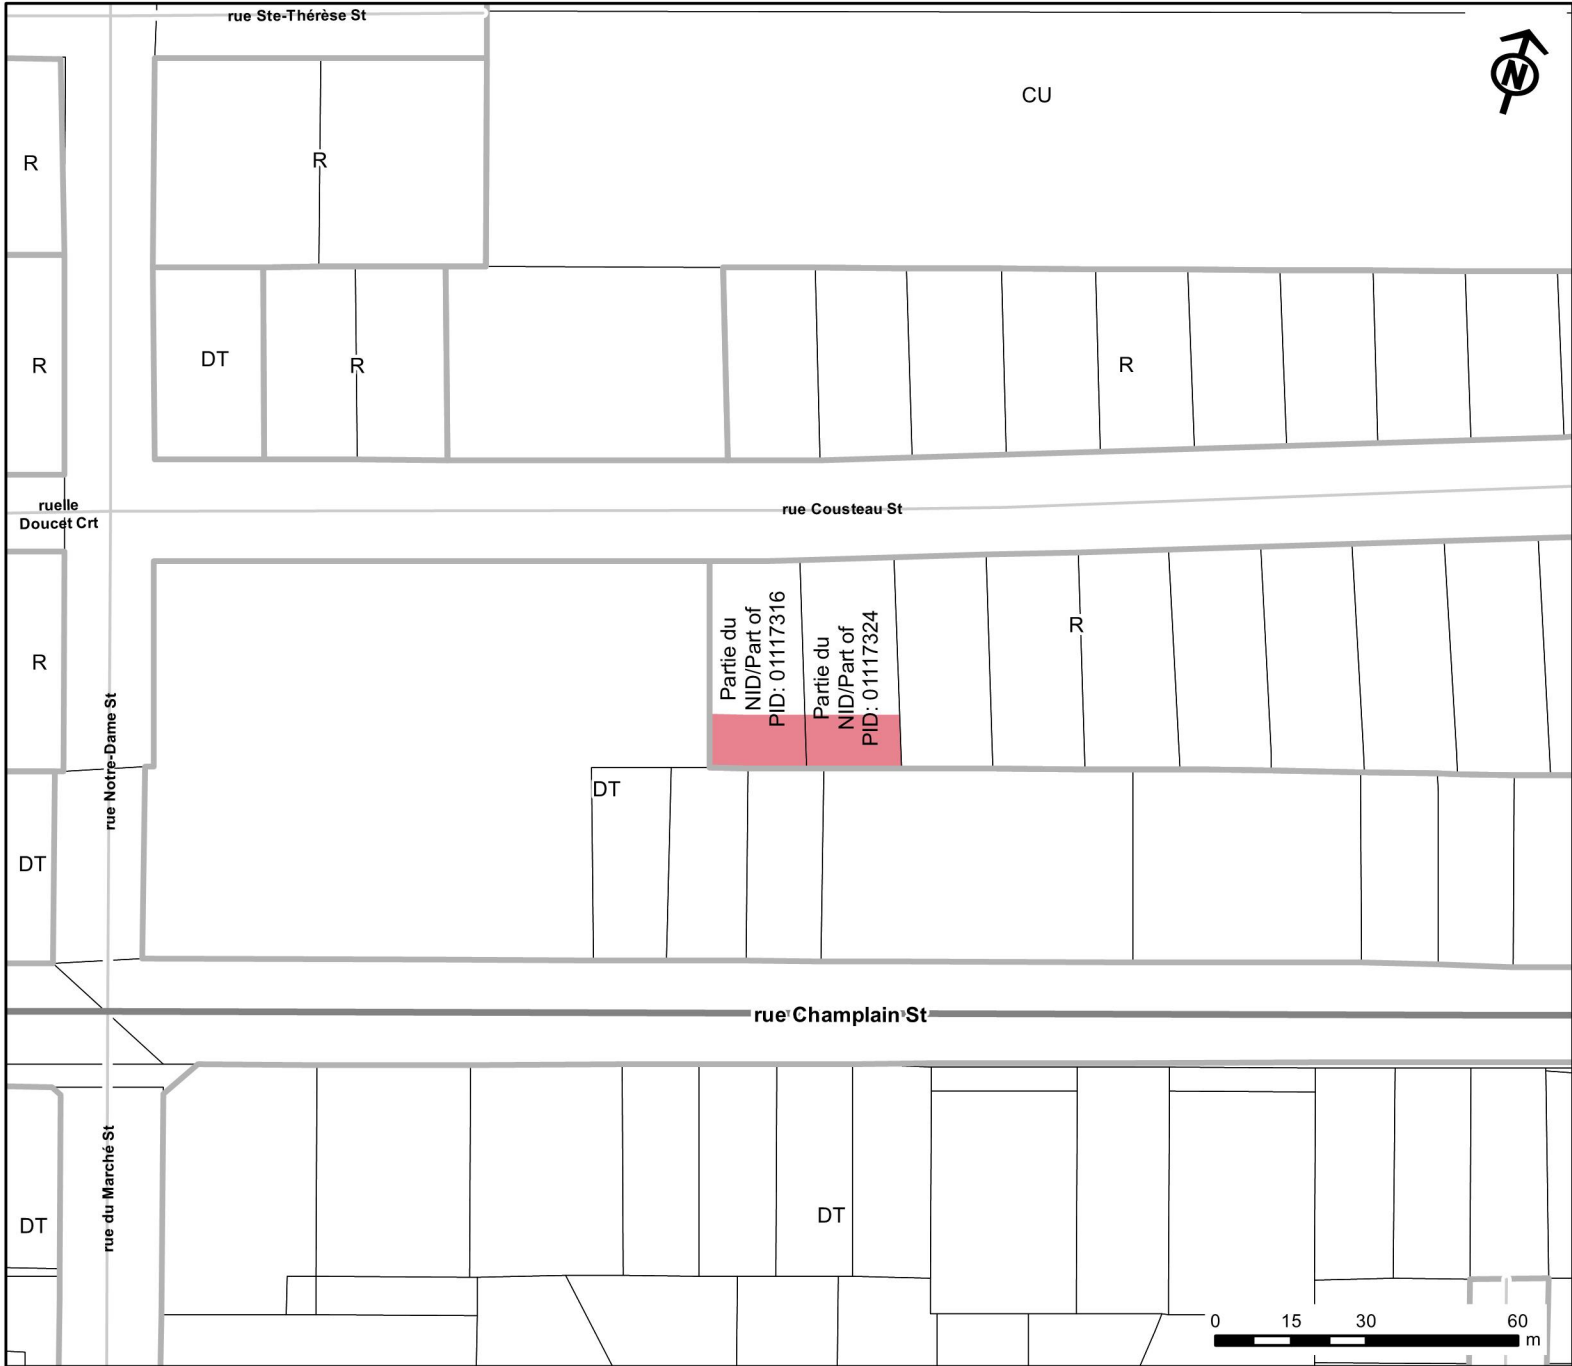 rue Ste-Thérèse St
N
CU
R
R
R
DT
R
R
ruelle
Doucet Crt
rue Cousteau St
Partie du
NID/Part of
PID: 01117316
Partie du
NID/Part of
PID: 01117324
R
R
rue Notre-Dame St
DT
DT
rue Champlain St
rue du Marché St
DT
DT
0 15 30 60
m